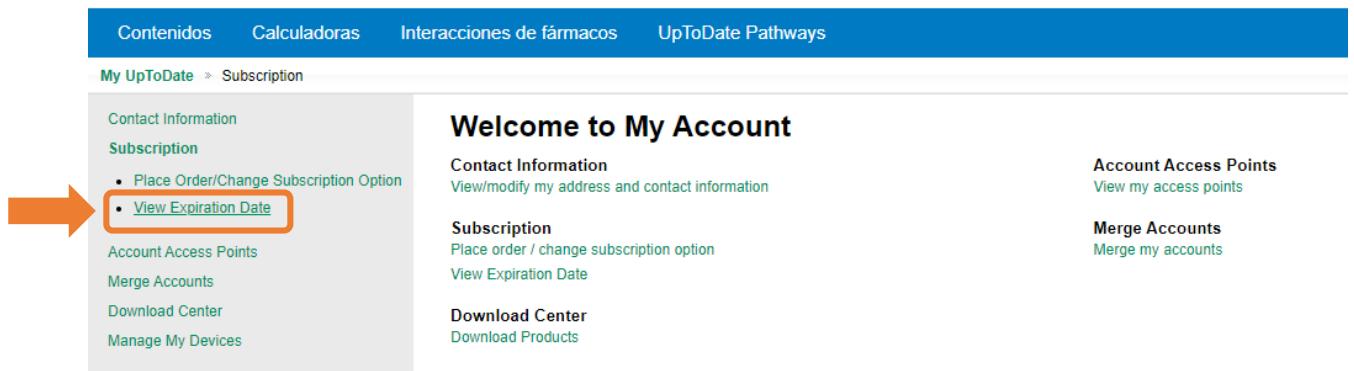 Contenidos Calculadoras Interacciones de fármacos UpToDate Pathways
My UpToDate » Subscription
Contact Information
Subscription
• Place Order/Change Subscription Option
• View Expiration Date
Account Access Points
Merge Accounts
Download Center
Manage My Devices
Welcome to My Account
Contact Information
View/modify my address and contact information
Subscription
Place order / change subscription option
View Expiration Date
Download Center
Download Products
Account Access Points
View my access points
Merge Accounts
Merge my accounts